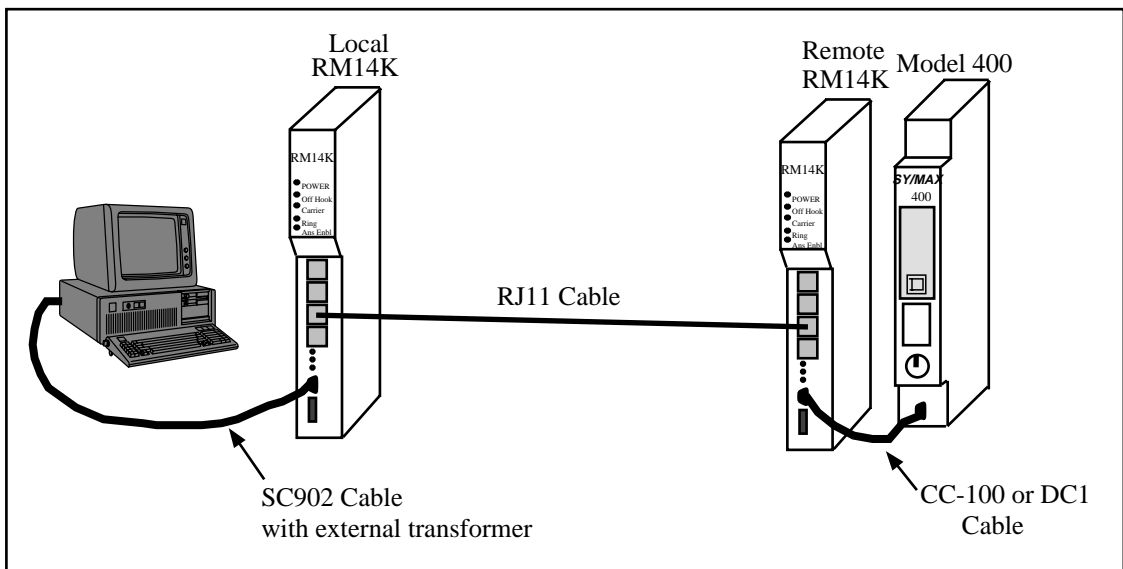 Local
RM14K
Remote
RM14K
Model 400
RM14K
POWER
Off Hook
Carrier
Ring
Ans Enbl
RM14K
POWER
Off Hook
Carrier
Ring
Ans Enbl
SY/MAX
400
RJ11 Cable
SC902 Cable
with external transformer
CC-100 or DC1
Cable